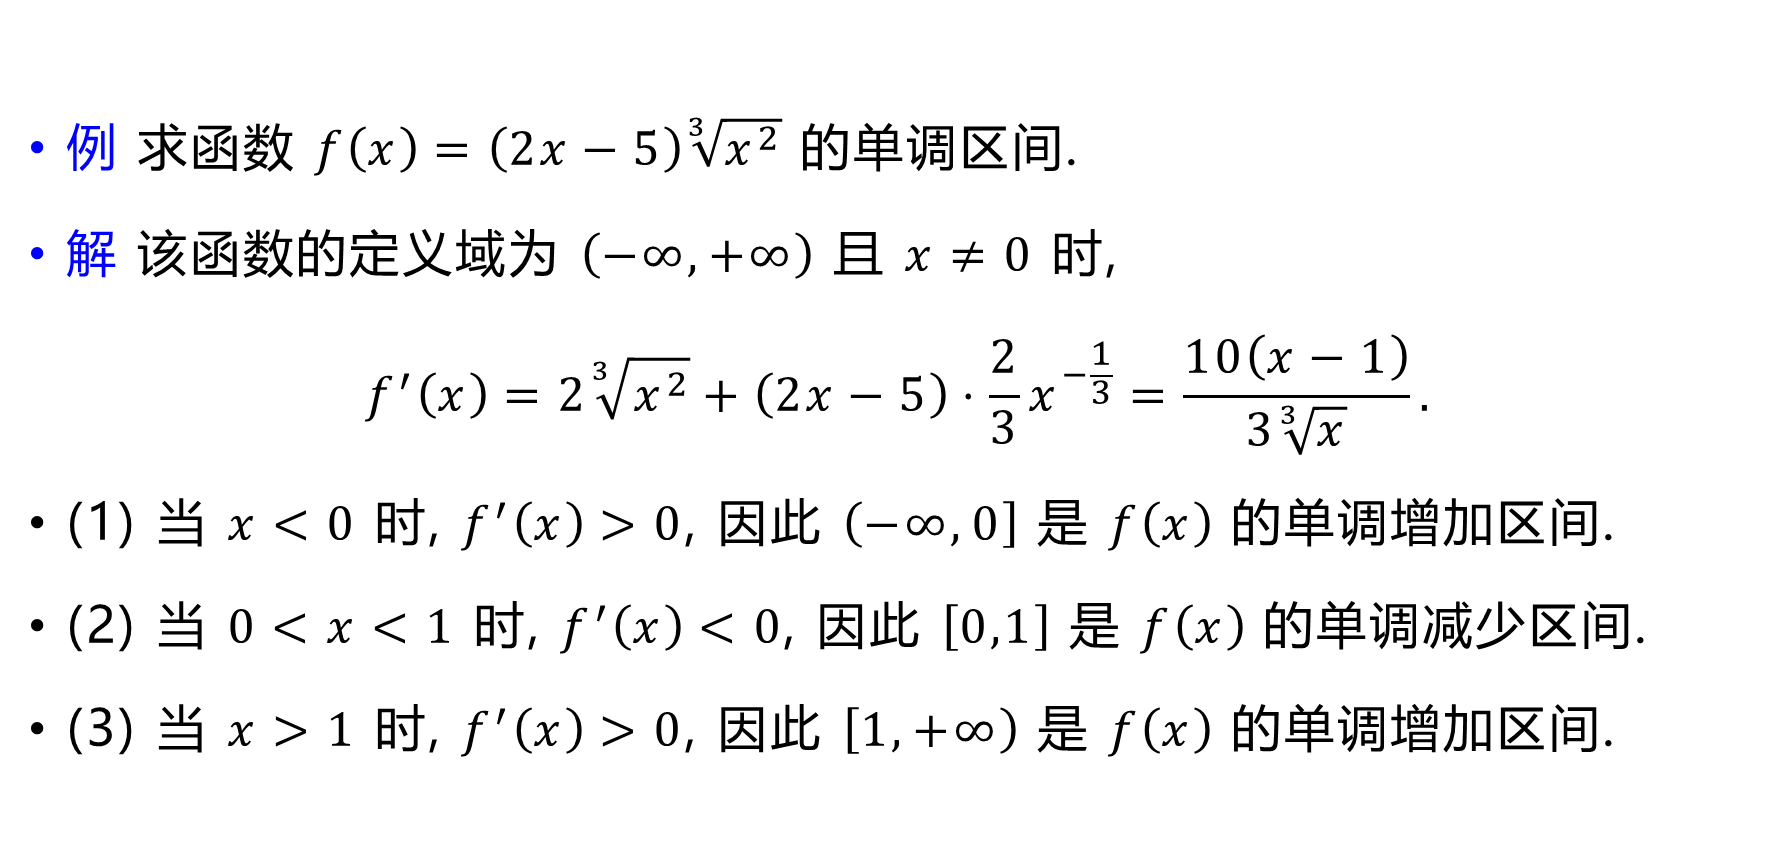 • 例 求函数 f(x) = (2x − 5)∛(x²) 的单调区间.
• 解 该函数的定义域为 (−∞, +∞) 且 x ≠ 0 时,
f′(x) = 2∛(x²) + (2x − 5) · 2/3 x^(−1/3) = 10(x − 1)/(3∛x).
• (1) 当 x < 0 时, f′(x) > 0, 因此 (−∞, 0] 是 f(x) 的单调增加区间.
• (2) 当 0 < x < 1 时, f′(x) < 0, 因此 [0,1] 是 f(x) 的单调减少区间.
• (3) 当 x > 1 时, f′(x) > 0, 因此 [1, +∞) 是 f(x) 的单调增加区间.